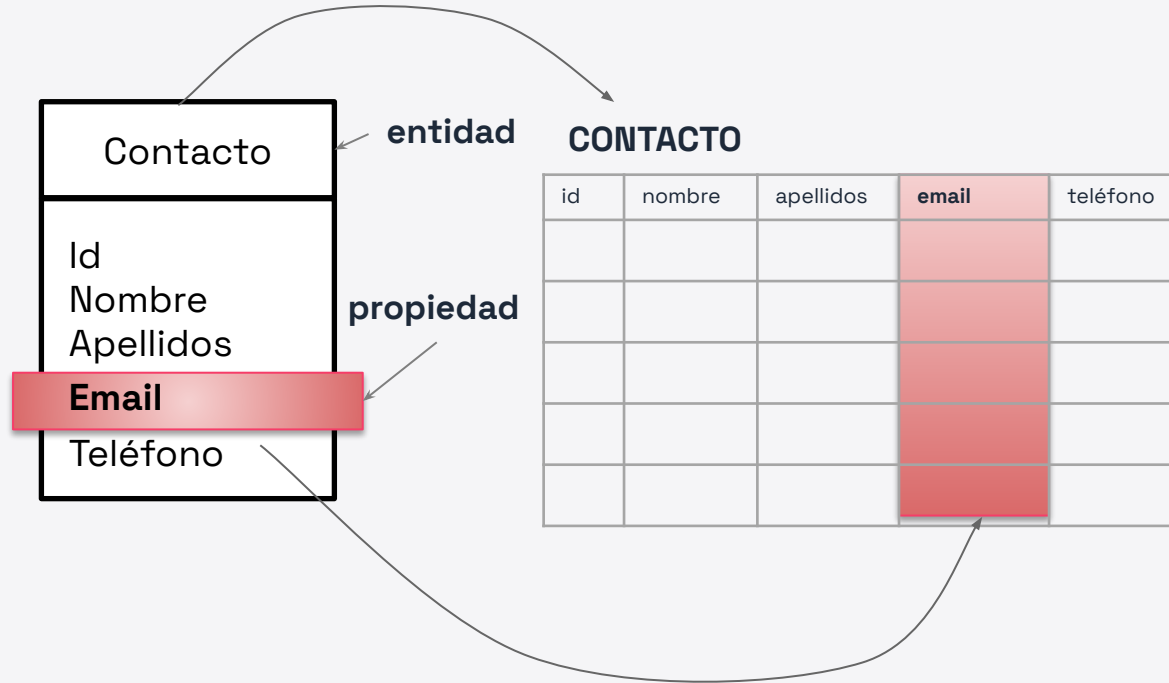 Contacto
entidad
Id
Nombre
Apellidos
Email
Teléfono
propiedad
CONTACTO
id nombre apellidos email teléfono